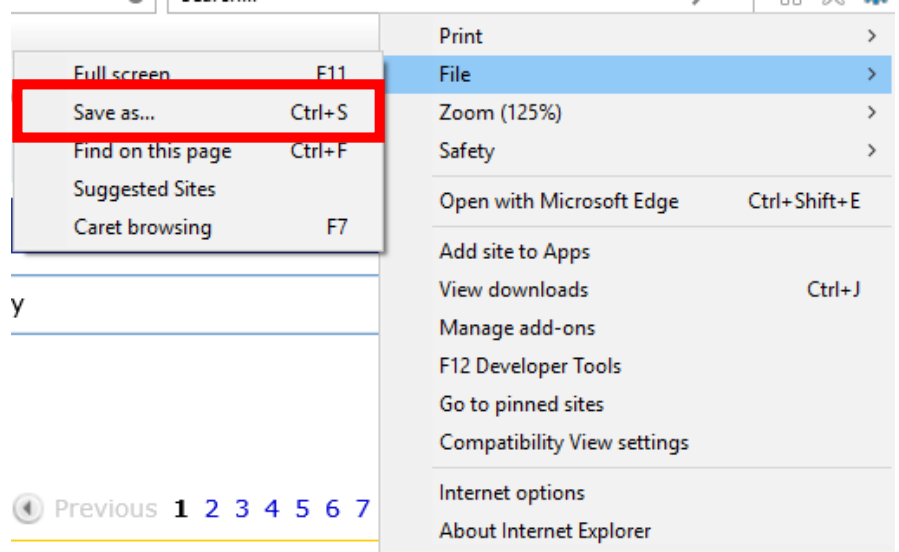 Print
File
Zoom (125%)
Safety
Open with Microsoft Edge Ctrl+Shift+E
Add site to Apps
View downloads Ctrl+J
Manage add-ons
F12 Developer Tools
Go to pinned sites
Compatibility View settings
Internet options
About Internet Explorer
Full screen F11
Save as... Ctrl+S
Find on this page Ctrl+F
Suggested Sites
Caret browsing F7
y
Previous 1 2 3 4 5 6 7